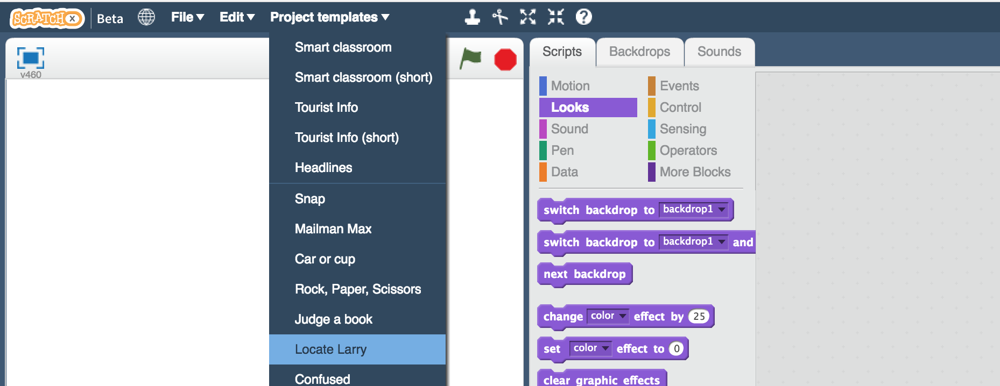 SCRATCH X Beta File Edit Project templates ?
v460
Smart classroom
Smart classroom (short)
Tourist Info
Tourist Info (short)
Headlines
Snap
Mailman Max
Car or cup
Rock, Paper, Scissors
Judge a book
Locate Larry
Confused
Scripts Backdrops Sounds
Motion Events
Looks Control
Sound Sensing
Pen Operators
Data More Blocks
switch backdrop to backdrop1
switch backdrop to backdrop1 and
next backdrop
change color effect by 25
set color effect to 0
clear graphic effects